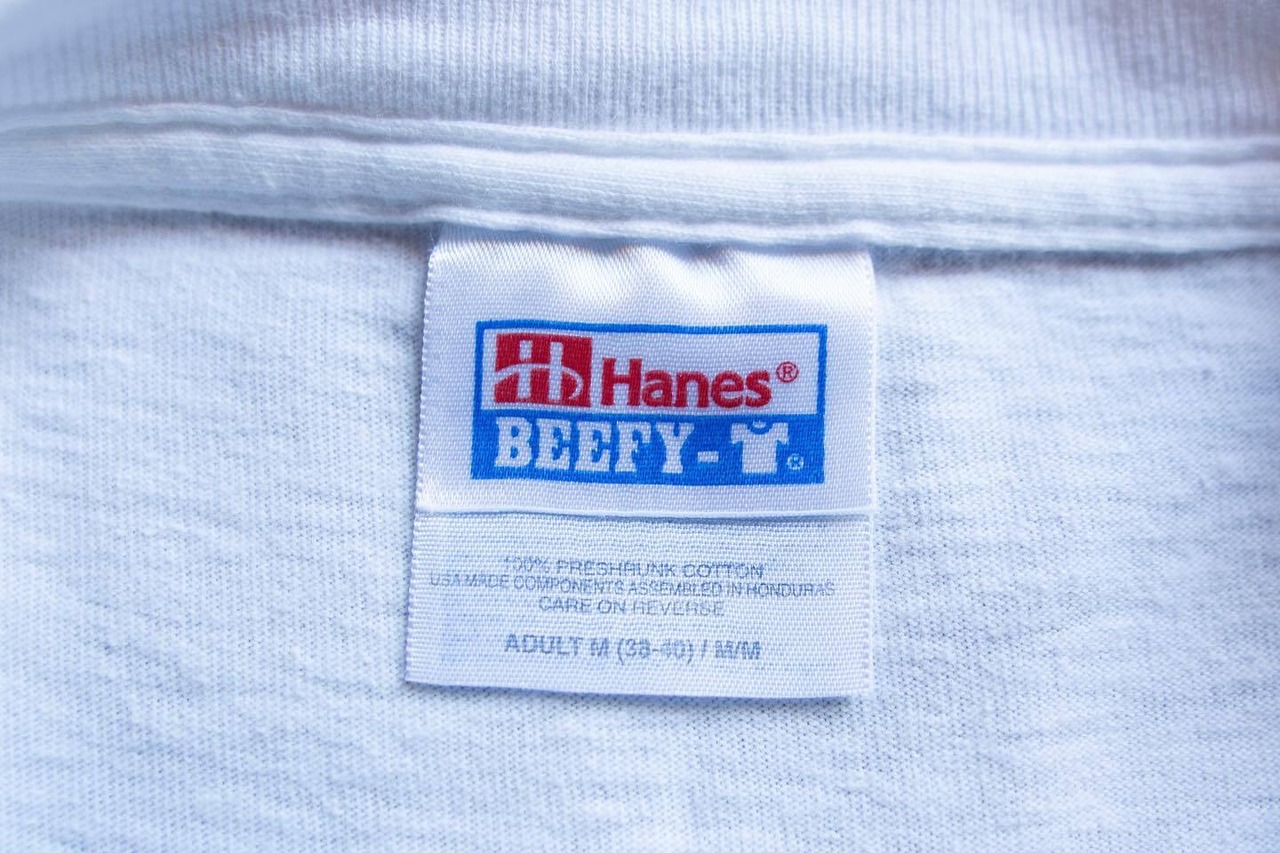 Hanes®
BEEFY-T®
100% PRESHRUNK COTTON
USA MADE COMPONENTS ASSEMBLED IN HONDURAS
CARE ON REVERSE
ADULT M (38-40) / M/M